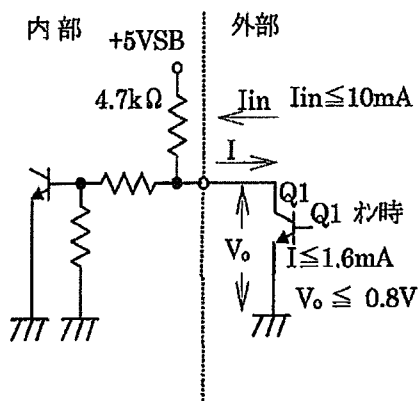 内部
外部
+5VSB
4.7kΩ
Iin
Iin≦10mA
I
Q1
Q1 オン時
Vo
I≦1.6mA
Vo ≦ 0.8V